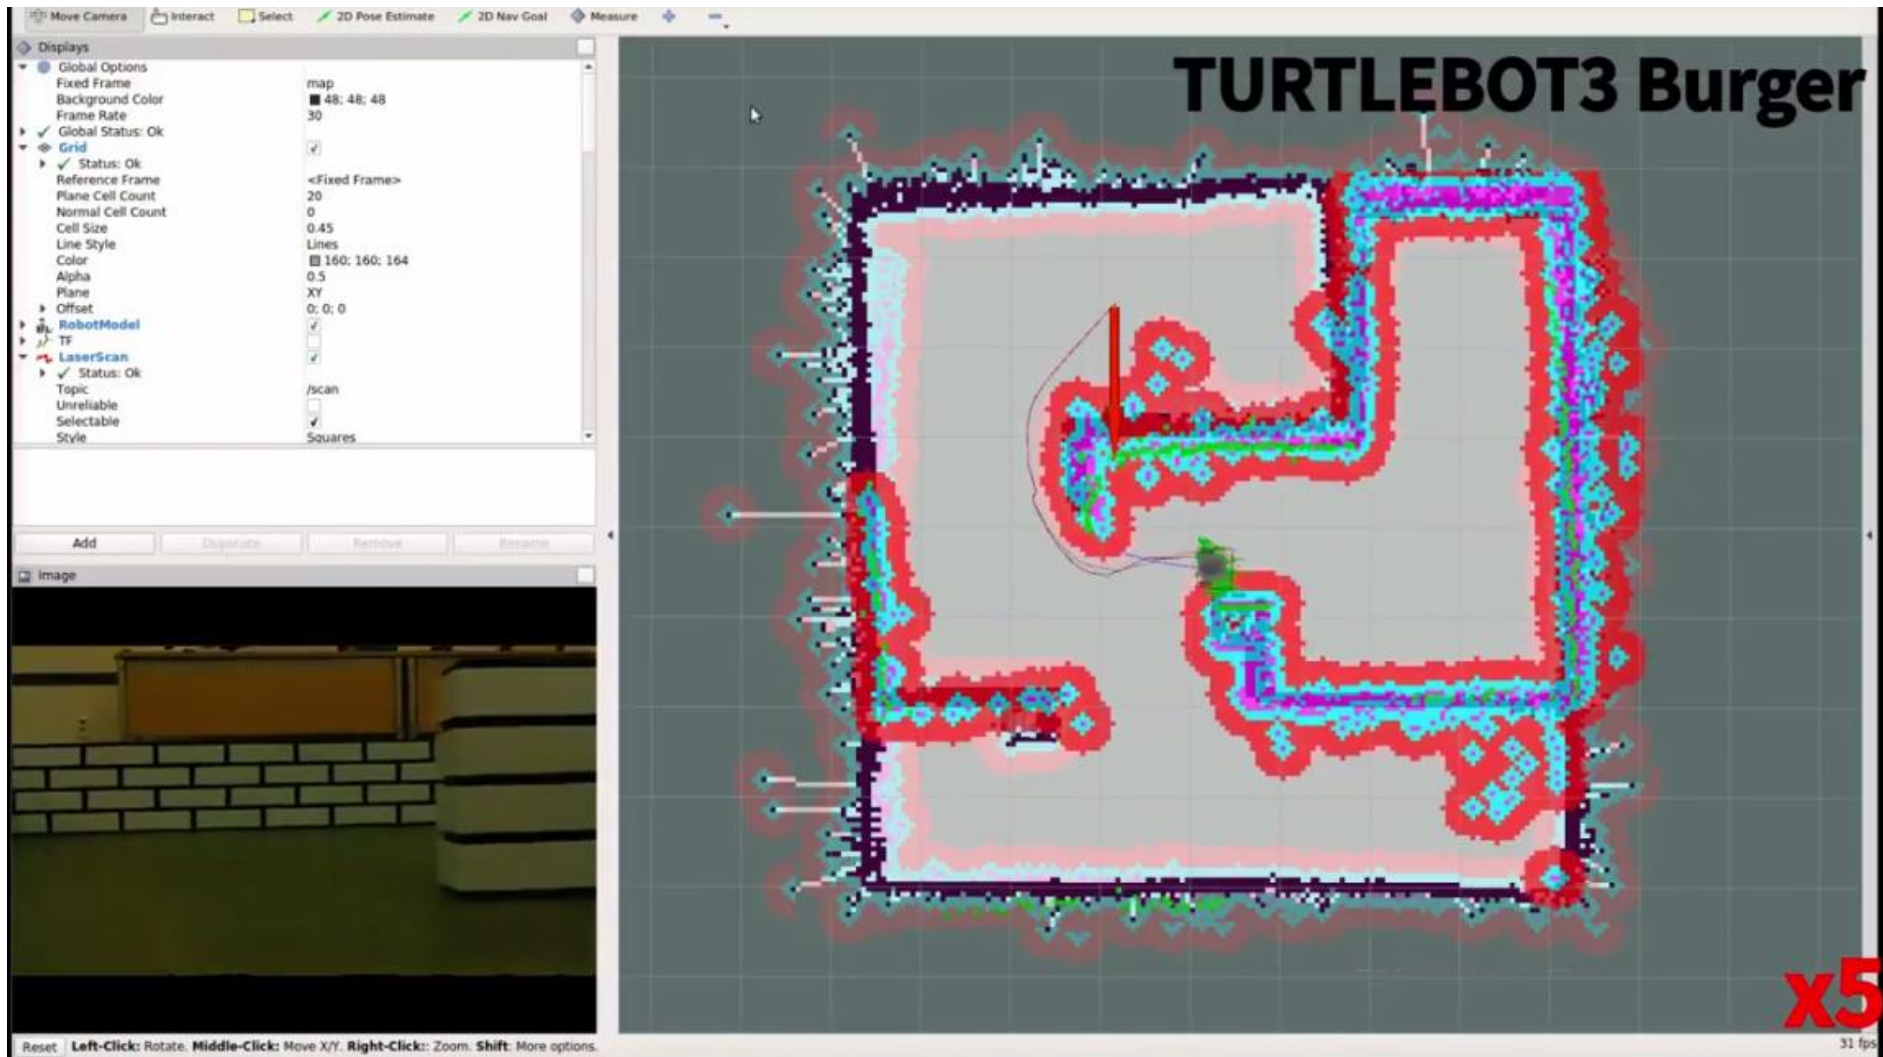 Move Camera Interact Select 2D Pose Estimate 2D Nav Goal Measure
Displays
Global Options
Fixed Frame map
Background Color 48; 48; 48
Frame Rate 30
Global Status: Ok
Grid
Status: Ok
Reference Frame <Fixed Frame>
Plane Cell Count 20
Normal Cell Count 0
Cell Size 0.45
Line Style Lines
Color 160; 160; 164
Alpha 0.5
Plane XY
Offset 0; 0; 0
RobotModel
TF
LaserScan
Status: Ok
Topic /scan
Unreliable
Selectable
Style Squares
Add Duplicate Remove Rename
Image
TURTLEBOT3 Burger
x5
Reset Left-Click: Rotate. Middle-Click: Move X/Y. Right-Click:: Zoom. Shift: More options.
31 fps